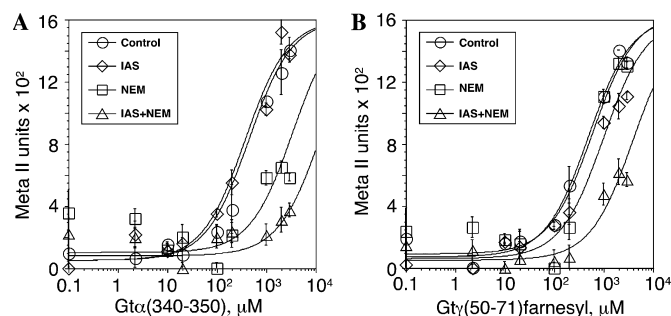 A
B
Meta II units x 10²
16
12
8
4
0
Control
IAS
NEM
IAS+NEM
0.1 1 10 10² 10³ 10⁴
Gtα(340-350), μM
Meta II units x 10²
16
12
8
4
0
Control
IAS
NEM
IAS+NEM
0.1 1 10 10² 10³ 10⁴
Gtγ(50-71)farnesyl, μM